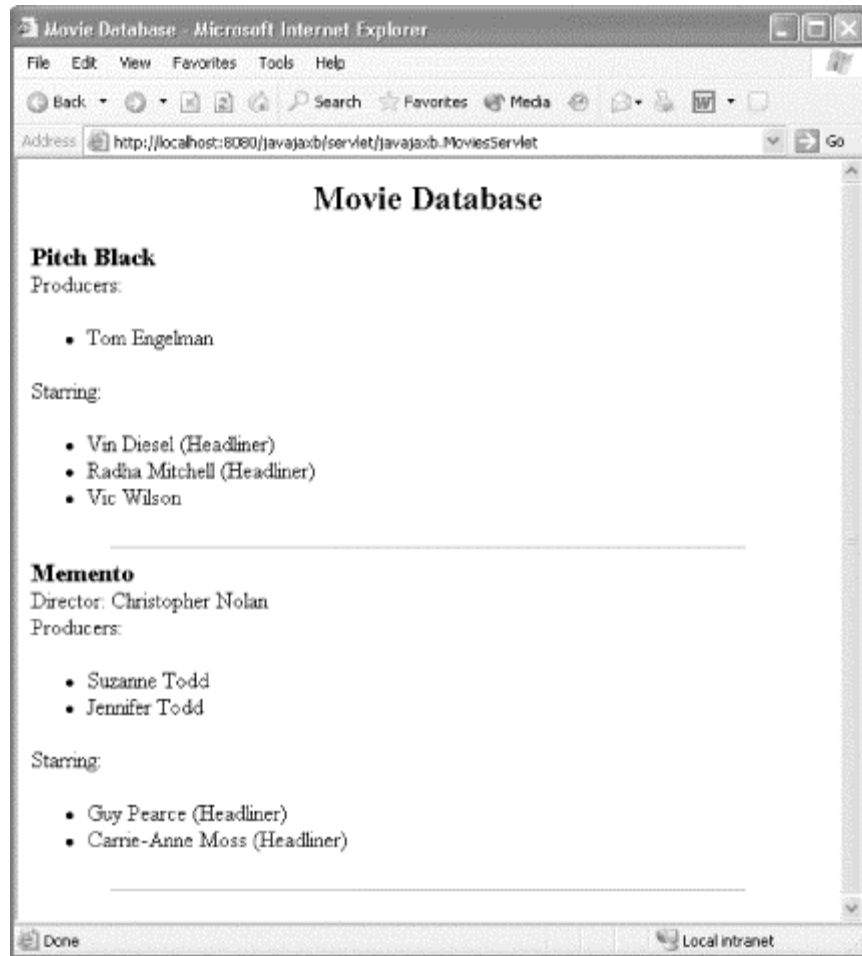 Movie Database - Microsoft Internet Explorer
File Edit View Favorites Tools Help
Back Search Favorites Media
Address http://localhost:8080/javajaxb/servlet/javajaxb.MoviesServlet Go
Movie Database
Pitch Black
Producers:
• Tom Engelman
Starring:
• Vin Diesel (Headliner)
• Radha Mitchell (Headliner)
• Vic Wilson
Memento
Director: Christopher Nolan
Producers:
• Suzanne Todd
• Jennifer Todd
Starring:
• Guy Pearce (Headliner)
• Carrie-Anne Moss (Headliner)
Done Local intranet